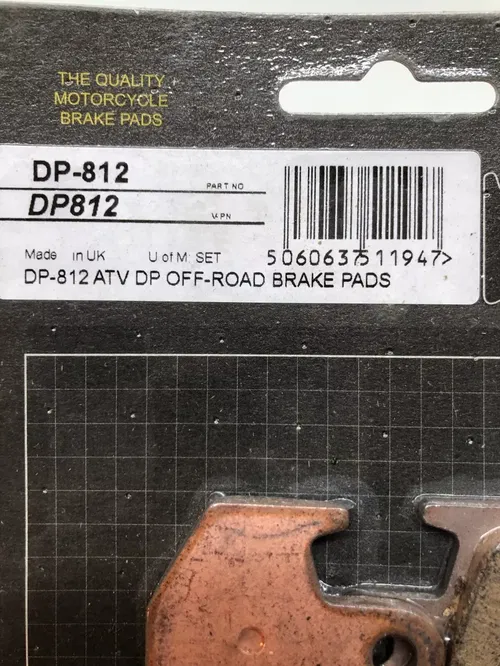 THE QUALITY
MOTORCYCLE
BRAKE PADS
DP-812
PART NO
DP812
V.PN
Made in UK U of M SET
5060637511947>
DP-812 ATV DP OFF-ROAD BRAKE PADS